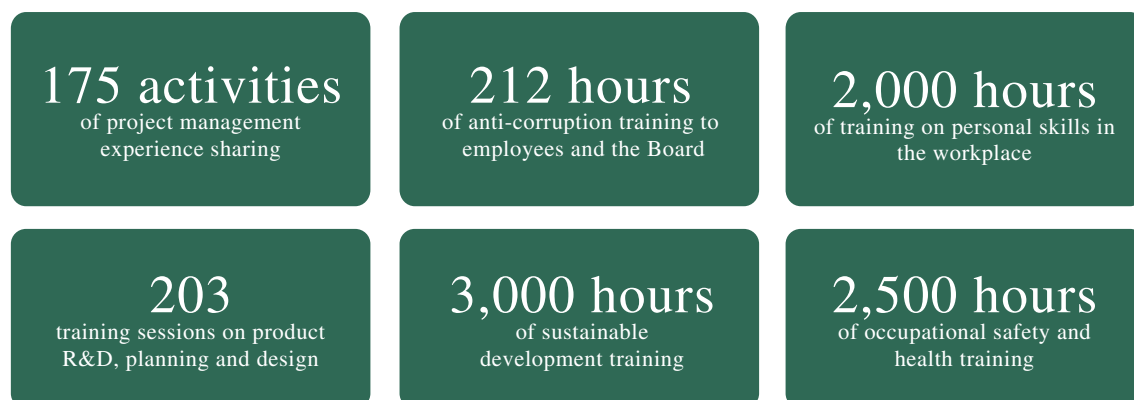 175 activities
of project management
experience sharing
212 hours
of anti-corruption training to
employees and the Board
2,000 hours
of training on personal skills in
the workplace
203
training sessions on product
R&D, planning and design
3,000 hours
of sustainable
development training
2,500 hours
of occupational safety and
health training